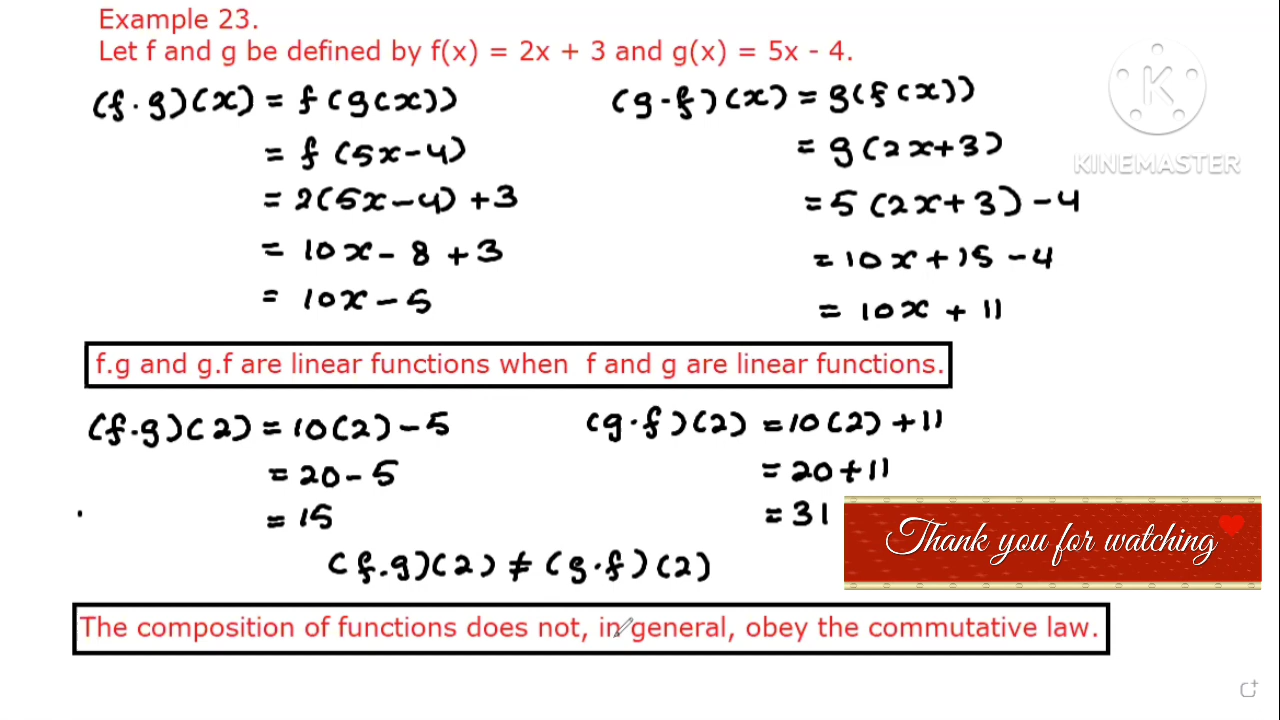 Example 23.
Let f and g be defined by f(x) = 2x + 3 and g(x) = 5x - 4.
(f.g)(x) = f(g(x))
= f(5x-4)
= 2(5x-4) +3
= 10x - 8 + 3
= 10x - 5
(g.f)(x) = g(f(x))
= g(2x+3)
= 5(2x+3) - 4
= 10x + 15 - 4
= 10x + 11
KINEMASTER
f.g and g.f are linear functions when f and g are linear functions.
(f.g)(2) = 10(2) - 5
= 20 - 5
= 15
(g.f)(2) = 10(2) + 11
= 20 + 11
= 31
Thank you for watching
(f.g)(2) ≠ (g.f)(2)
The composition of functions does not, in general, obey the commutative law.